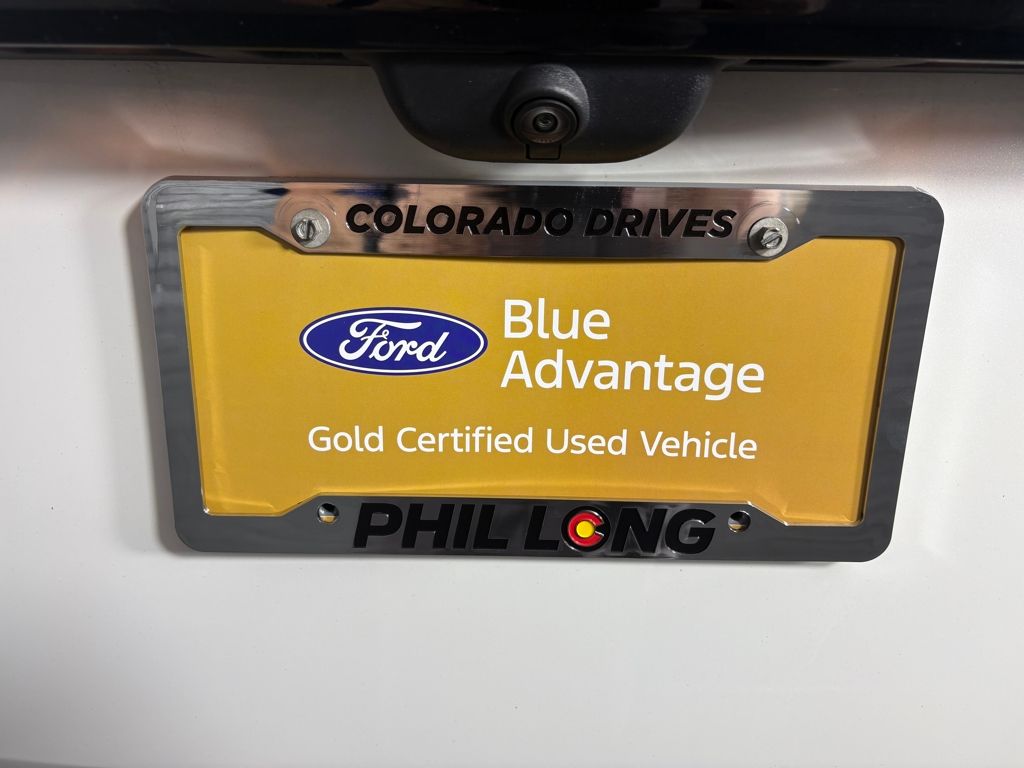 COLORADO DRIVES
Ford
Blue
Advantage
Gold Certified Used Vehicle
PHIL LONG